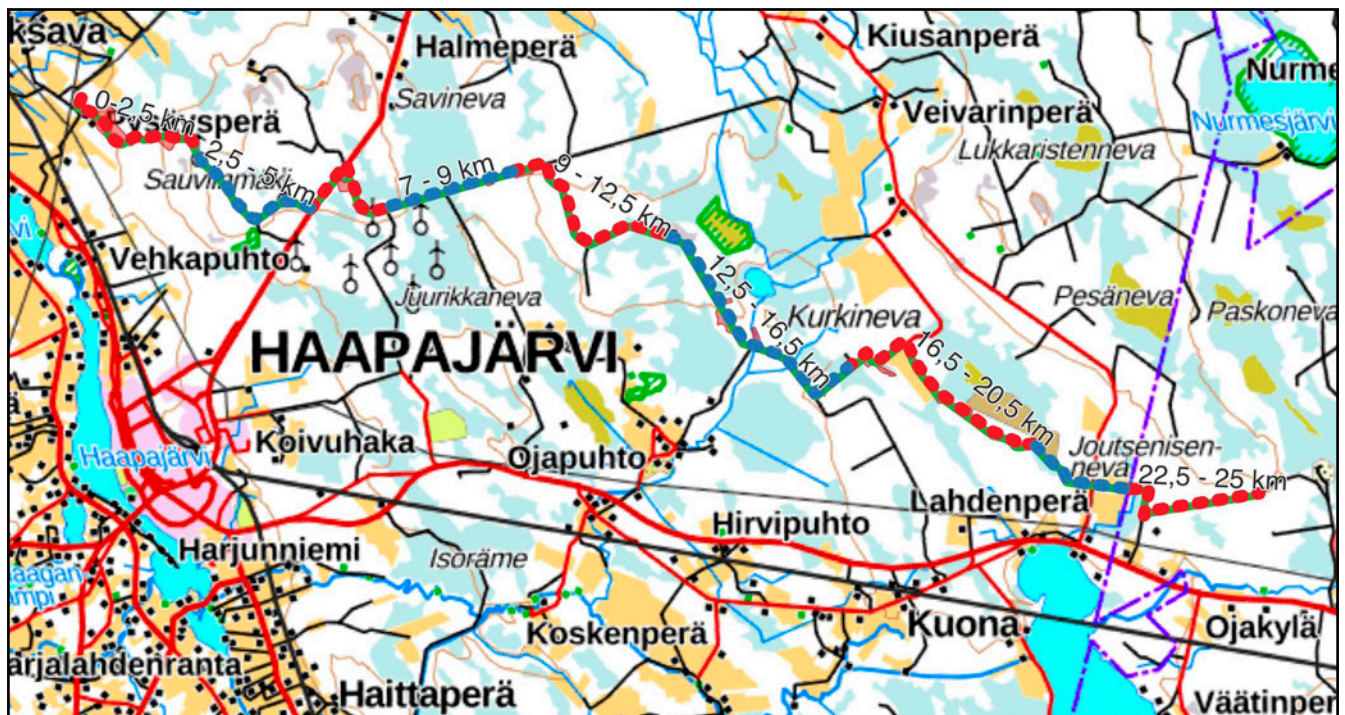 ksava
Halmeperä
Kiusanperä
Nurme
Savineva
Veivarinperä
Nurmesjärvi
0-2,5 km
Lukkaristenneva
2,5 - 5 km
7 - 9 km
9 - 12,5 km
Vehkapuhto
Juurikkaneva
12,5 - 16,5 km
Kurkineva
Pesäneva
Paskoneva
HAAPAJÄRVI
16,5 - 20,5 km
Koivuhaka
Haapajärvi
Ojapuhto
Joutsenisen-
neva
22,5 - 25 km
Lahdenperä
Hirvipuhto
Harjunniemi
Isoräme
Koskenperä
Kuona
Ojakylä
arjalahdenranta
Haittaperä
Väätinper